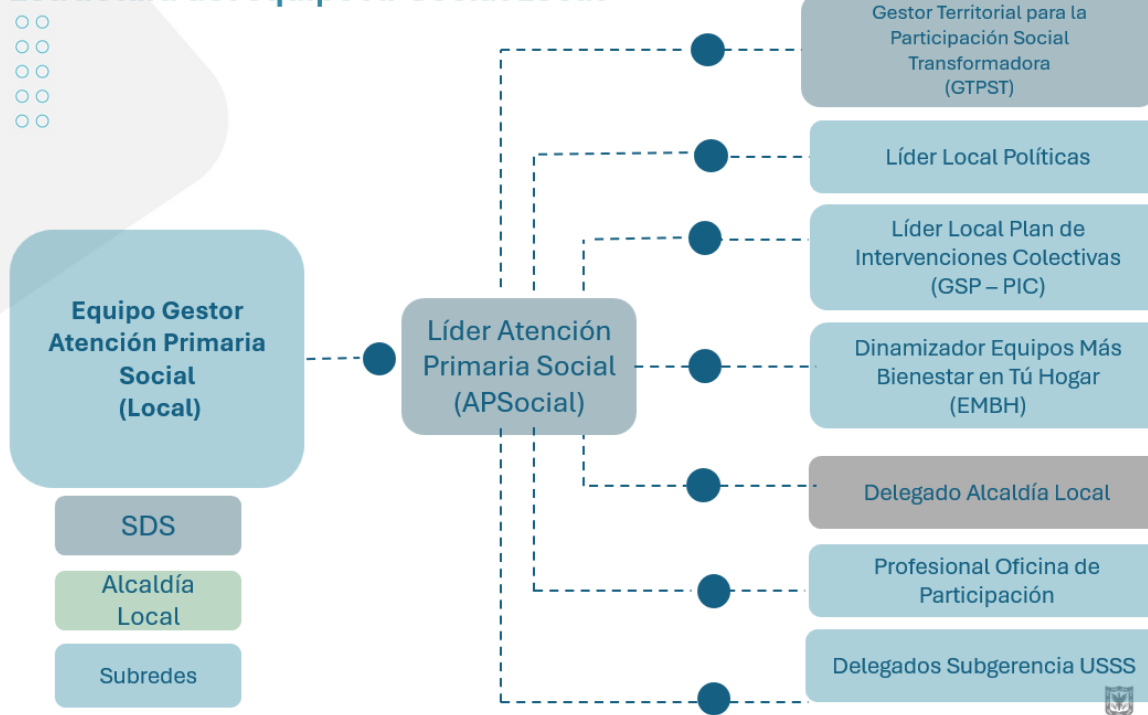 Gestor Territorial para la
Participación Social
Transformadora
(GTPST)
Líder Local Políticas
Líder Local Plan de
Intervenciones Colectivas
(GSP – PIC)
Equipo Gestor
Atención Primaria
Social
(Local)
Líder Atención
Primaria Social
(APSocial)
Dinamizador Equipos Más
Bienestar en Tú Hogar
(EMBH)
Delegado Alcaldía Local
SDS
Alcaldía
Local
Subredes
Profesional Oficina de
Participación
Delegados Subgerencia USSS